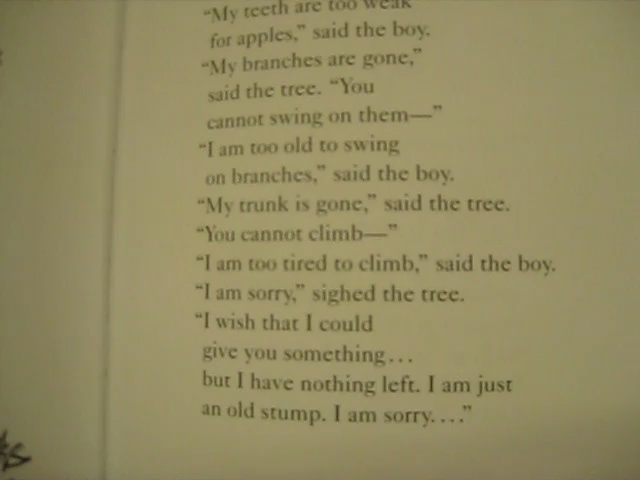 “My teeth are too weak
for apples,” said the boy.
“My branches are gone,”
said the tree. “You
cannot swing on them—”
“I am too old to swing
on branches,” said the boy.
“My trunk is gone,” said the tree.
“You cannot climb—”
“I am too tired to climb,” said the boy.
“I am sorry,” sighed the tree.
“I wish that I could
give you something...
but I have nothing left. I am just
an old stump. I am sorry....”